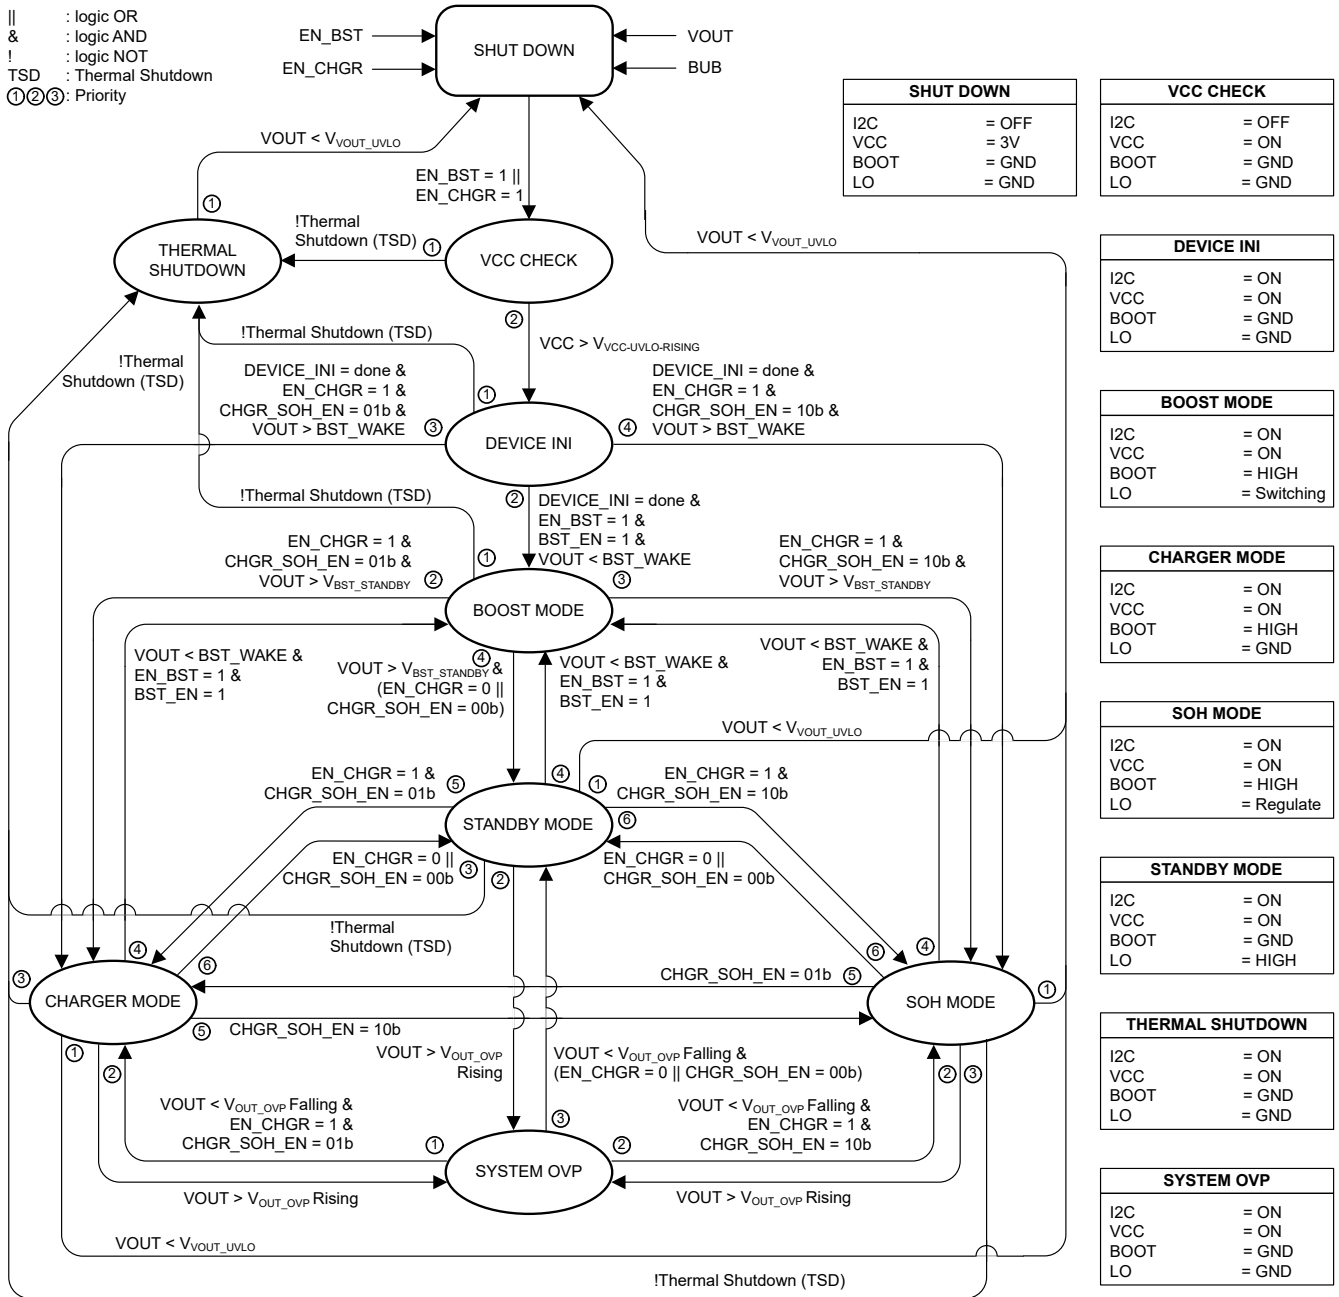 || : logic OR
& : logic AND
! : logic NOT
TSD : Thermal Shutdown
①②③: Priority
EN_BST
EN_CHGR
SHUT DOWN
VOUT
BUB
VOUT < VVOUT_UVLO
EN_BST = 1 ||
EN_CHGR = 1
①
THERMAL
SHUTDOWN
!Thermal
Shutdown (TSD)
①
VCC CHECK
VOUT < VVOUT_UVLO
②
VCC > VVCC-UVLO-RISING
!Thermal Shutdown (TSD)
!Thermal
Shutdown (TSD)
DEVICE_INI = done &
EN_CHGR = 1 &
CHGR_SOH_EN = 01b &
VOUT > BST_WAKE
③
①
DEVICE INI
④
DEVICE_INI = done &
EN_CHGR = 1 &
CHGR_SOH_EN = 10b &
VOUT > BST_WAKE
!Thermal Shutdown (TSD)
②
DEVICE_INI = done &
EN_BST = 1 &
BST_EN = 1 &
VOUT < BST_WAKE
EN_CHGR = 1 &
CHGR_SOH_EN = 01b &
VOUT > VBST_STANDBY
②
①
BOOST MODE
③
EN_CHGR = 1 &
CHGR_SOH_EN = 10b &
VOUT > VBST_STANDBY
VOUT < BST_WAKE &
EN_BST = 1 &
BST_EN = 1
④
VOUT > VBST_STANDBY &
(EN_CHGR = 0 ||
CHGR_SOH_EN = 00b)
VOUT < BST_WAKE &
EN_BST = 1 &
BST_EN = 1
VOUT < BST_WAKE &
EN_BST = 1 &
BST_EN = 1
VOUT < VVOUT_UVLO
EN_CHGR = 1 &
CHGR_SOH_EN = 01b
⑤
④
①
EN_CHGR = 1 &
CHGR_SOH_EN = 10b
STANDBY MODE
⑥
EN_CHGR = 0 ||
CHGR_SOH_EN = 00b
③
②
EN_CHGR = 0 ||
CHGR_SOH_EN = 00b
!Thermal
Shutdown (TSD)
③
④
⑥
CHARGER MODE
CHGR_SOH_EN = 01b
⑤
⑥
④
SOH MODE
①
①
②
⑤
CHGR_SOH_EN = 10b
VOUT > VOUT_OVP
Rising
VOUT < VOUT_OVP Falling &
(EN_CHGR = 0 || CHGR_SOH_EN = 00b)
②
③
VOUT < VOUT_OVP Falling &
EN_CHGR = 1 &
CHGR_SOH_EN = 01b
①
③
SYSTEM OVP
②
VOUT < VOUT_OVP Falling &
EN_CHGR = 1 &
CHGR_SOH_EN = 10b
VOUT > VOUT_OVP Rising
VOUT > VOUT_OVP Rising
VOUT < VVOUT_UVLO
!Thermal Shutdown (TSD)
SHUT DOWN
I2C = OFF
VCC = 3V
BOOT = GND
LO = GND
VCC CHECK
I2C = OFF
VCC = ON
BOOT = GND
LO = GND
DEVICE INI
I2C = ON
VCC = ON
BOOT = GND
LO = GND
BOOST MODE
I2C = ON
VCC = ON
BOOT = HIGH
LO = Switching
CHARGER MODE
I2C = ON
VCC = ON
BOOT = HIGH
LO = GND
SOH MODE
I2C = ON
VCC = ON
BOOT = HIGH
LO = Regulate
STANDBY MODE
I2C = ON
VCC = ON
BOOT = GND
LO = HIGH
THERMAL SHUTDOWN
I2C = ON
VCC = ON
BOOT = GND
LO = GND
SYSTEM OVP
I2C = ON
VCC = ON
BOOT = GND
LO = GND